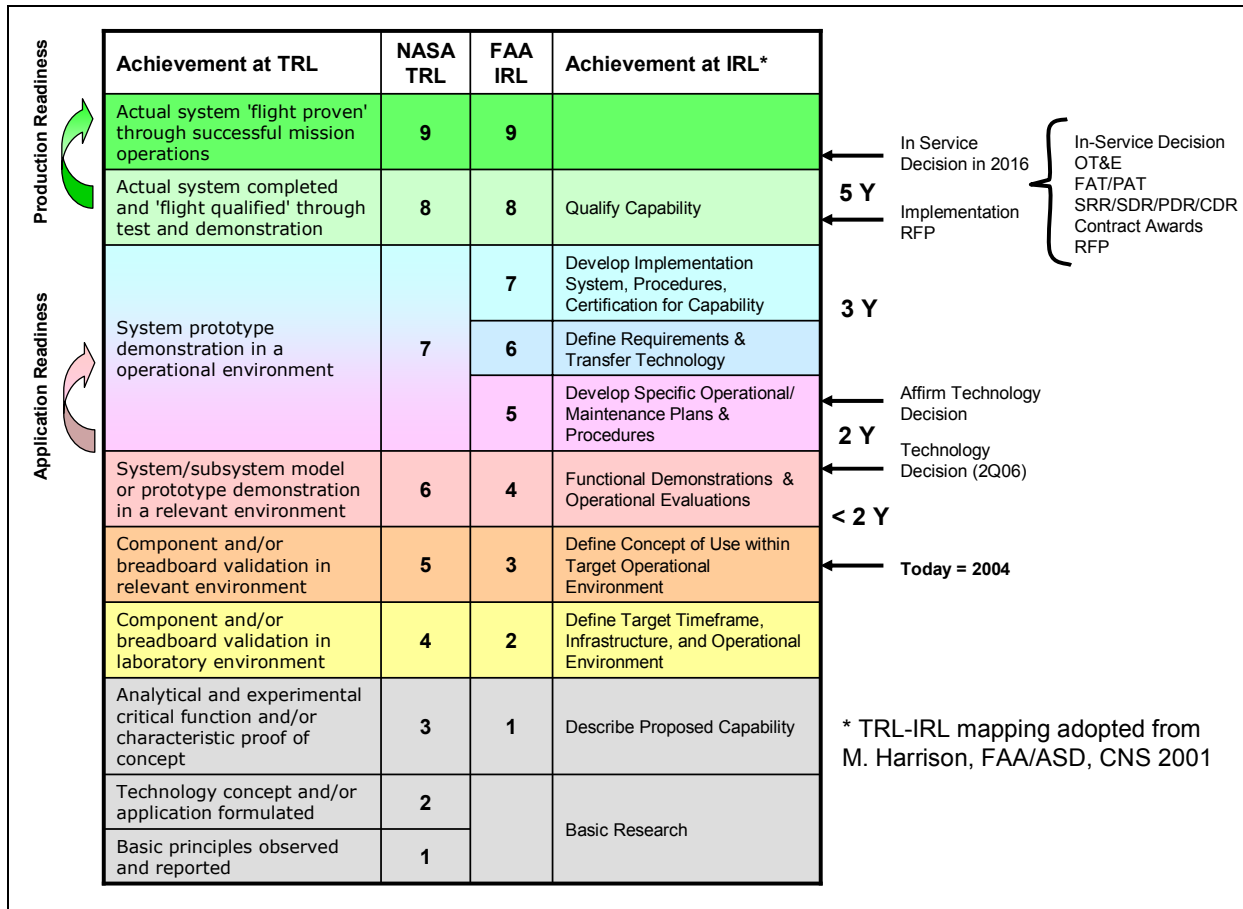 Achievement at TRL
NASA
TRL
FAA
IRL
Achievement at IRL*
Production Readiness
Application Readiness
Actual system 'flight proven'
through successful mission
operations
9
9
Actual system completed
and 'flight qualified' through
test and demonstration
8
8
Qualify Capability
System prototype
demonstration in a
operational environment
7
7
Develop Implementation
System, Procedures,
Certification for Capability
6
Define Requirements &
Transfer Technology
5
Develop Specific Operational/
Maintenance Plans &
Procedures
System/subsystem model
or prototype demonstration
in a relevant environment
6
4
Functional Demonstrations &
Operational Evaluations
Component and/or
breadboard validation in
relevant environment
5
3
Define Concept of Use within
Target Operational
Environment
Component and/or
breadboard validation in
laboratory environment
4
2
Define Target Timeframe,
Infrastructure, and Operational
Environment
Analytical and experimental
critical function and/or
characteristic proof of
concept
3
1
Describe Proposed Capability
Technology concept and/or
application formulated
2
Basic principles observed
and reported
1
Basic Research
In Service
Decision in 2016
5 Y
Implementation
RFP
In-Service Decision
OT&E
FAT/PAT
SRR/SDR/PDR/CDR
Contract Awards
RFP
3 Y
Affirm Technology
Decision
2 Y
Technology
Decision (2Q06)
< 2 Y
Today = 2004
* TRL-IRL mapping adopted from
M. Harrison, FAA/ASD, CNS 2001